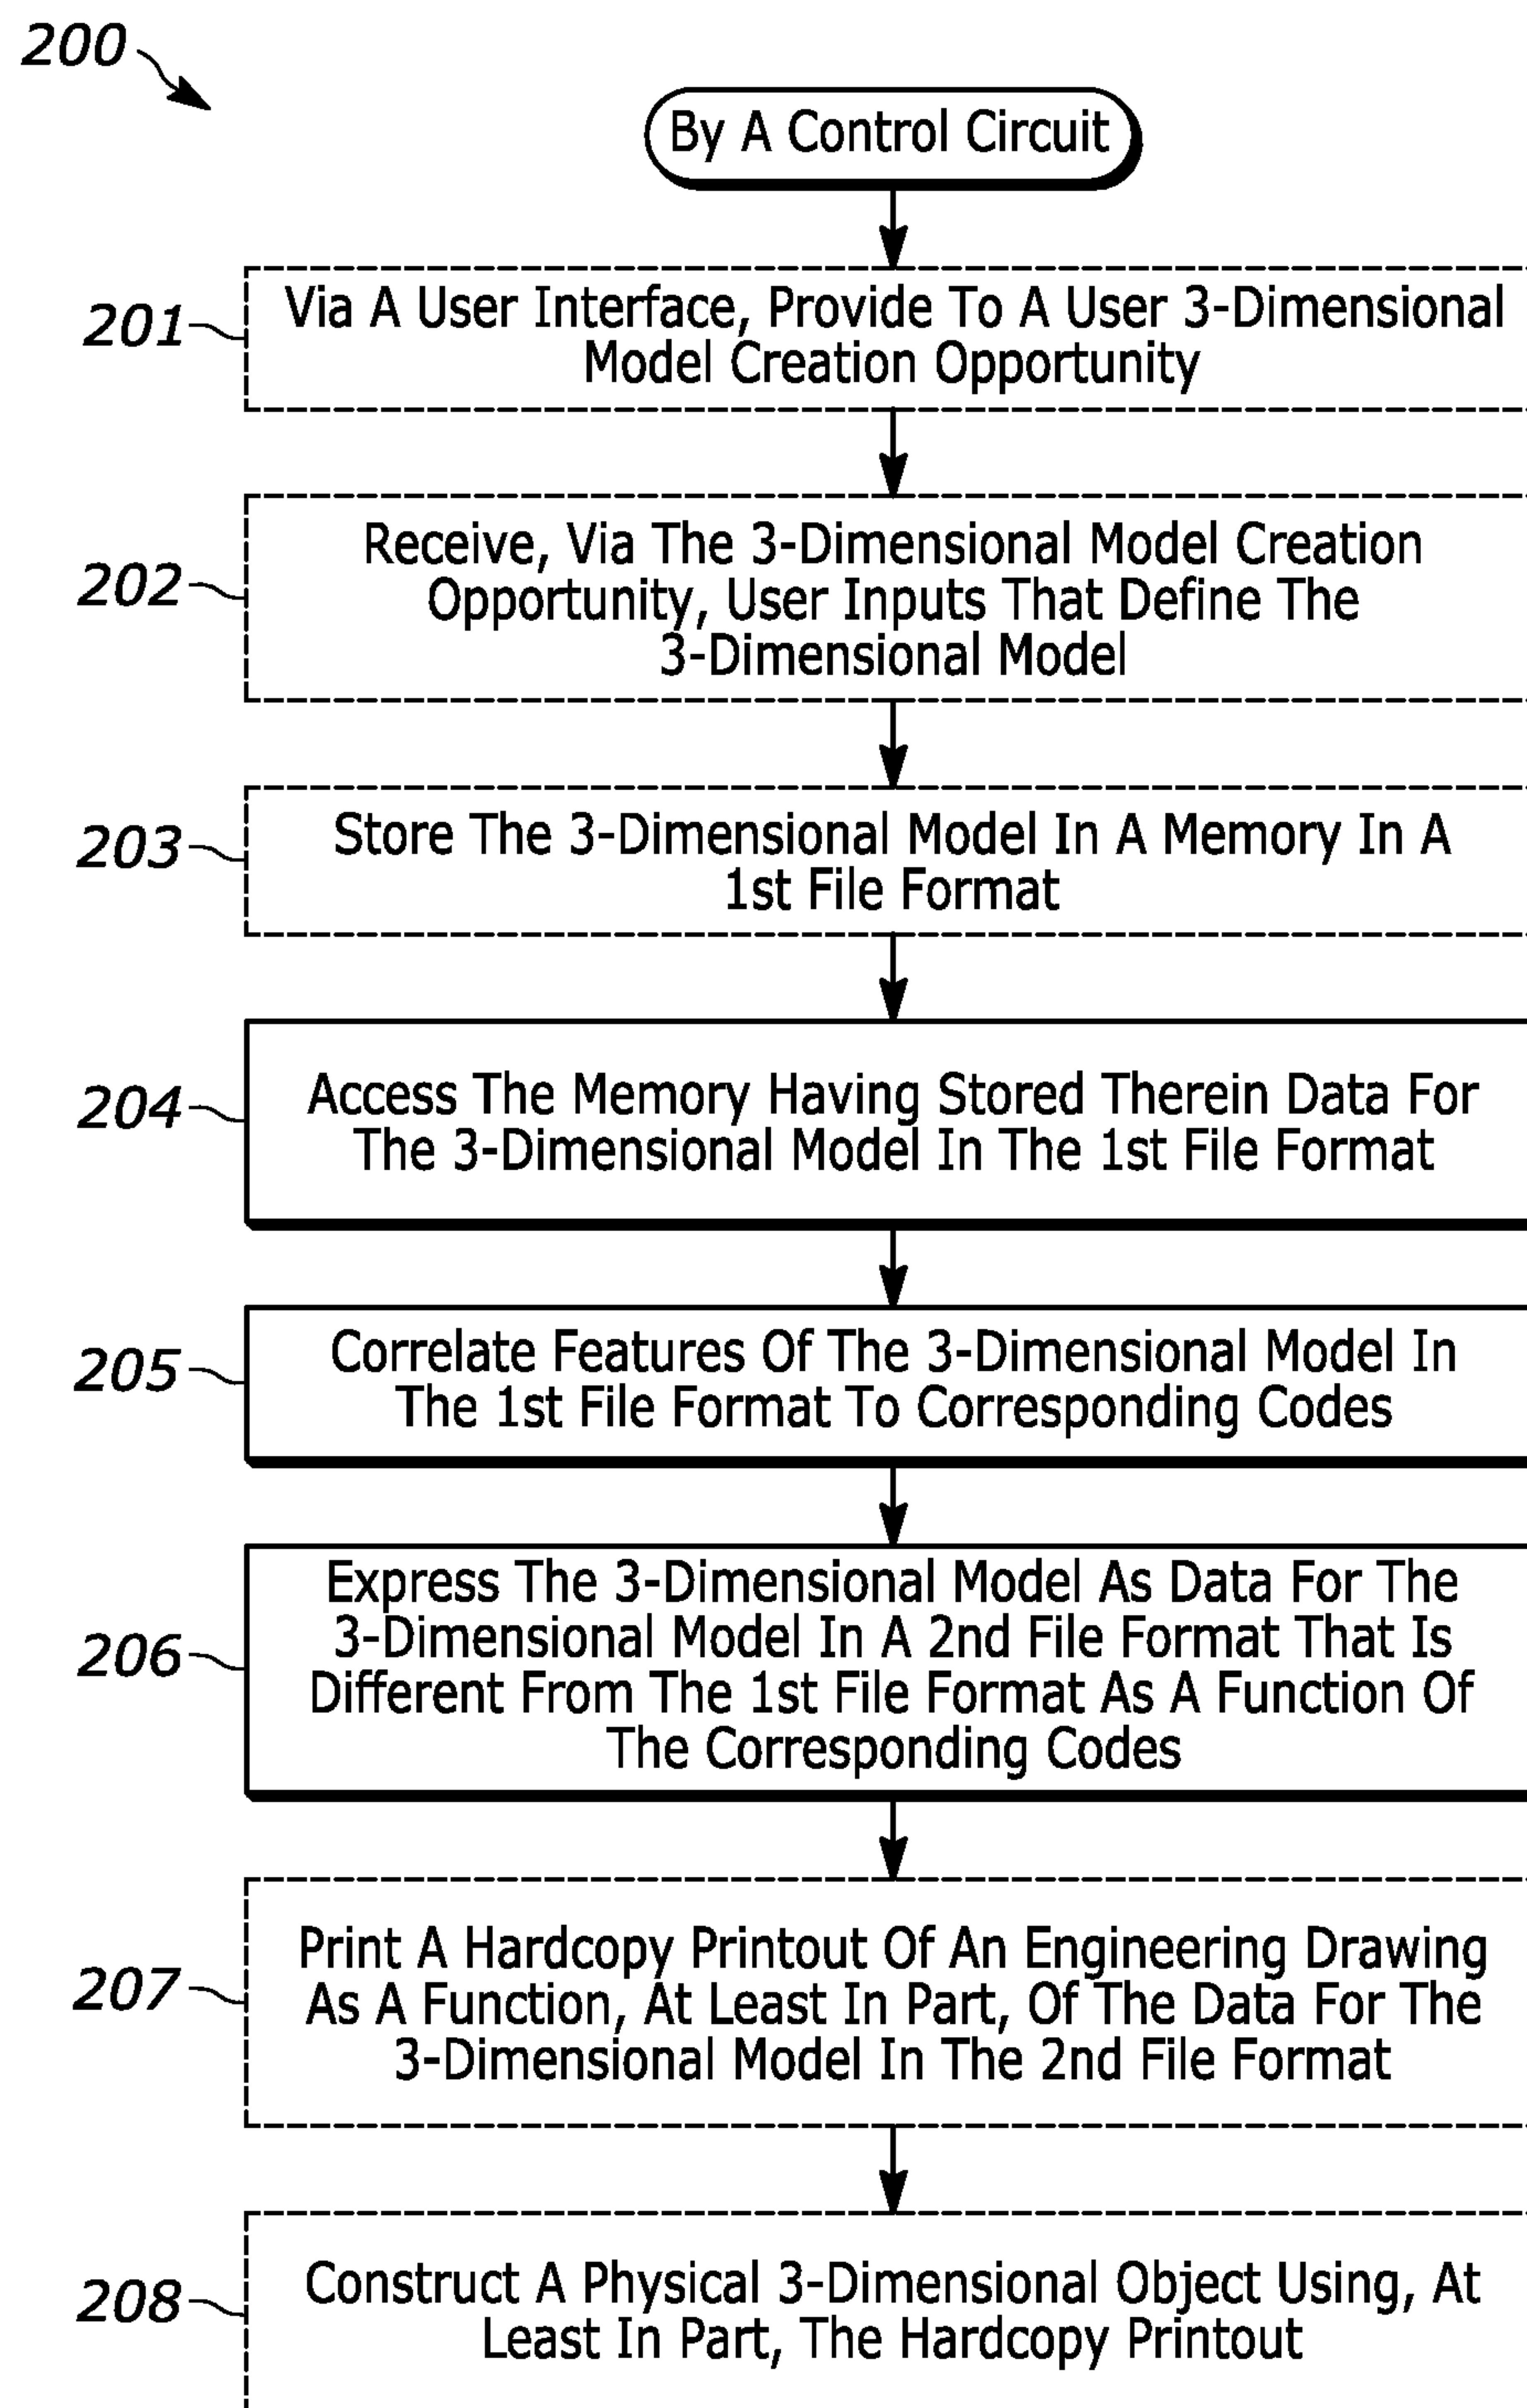 200
By A Control Circuit
201
Via A User Interface, Provide To A User 3-Dimensional
Model Creation Opportunity
202
Receive, Via The 3-Dimensional Model Creation
Opportunity, User Inputs That Define The
3-Dimensional Model
203
Store The 3-Dimensional Model In A Memory In A
1st File Format
204
Access The Memory Having Stored Therein Data For
The 3-Dimensional Model In The 1st File Format
205
Correlate Features Of The 3-Dimensional Model In
The 1st File Format To Corresponding Codes
206
Express The 3-Dimensional Model As Data For The
3-Dimensional Model In A 2nd File Format That Is
Different From The 1st File Format As A Function Of
The Corresponding Codes
207
Print A Hardcopy Printout Of An Engineering Drawing
As A Function, At Least In Part, Of The Data For The
3-Dimensional Model In The 2nd File Format
208
Construct A Physical 3-Dimensional Object Using, At
Least In Part, The Hardcopy Printout